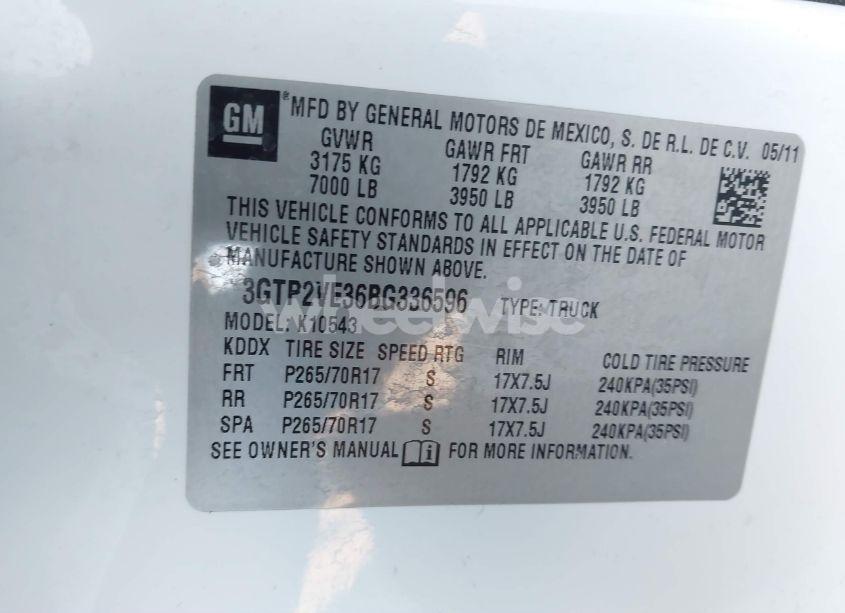 GM
*MFD BY GENERAL MOTORS DE MEXICO, S. DE R.L. DE C.V. 05/11
GVWR GAWR FRT GAWR RR
3175 KG 1792 KG 1792 KG
7000 LB 3950 LB 3950 LB
THIS VEHICLE CONFORMS TO ALL APPLICABLE U.S. FEDERAL MOTOR
VEHICLE SAFETY STANDARDS IN EFFECT ON THE DATE OF
MANUFACTURE SHOWN ABOVE.
3GTP2VE36BG336596 TYPE: TRUCK
MODEL: K10543
wheelwise
KDDX TIRE SIZE SPEED RTG RIM COLD TIRE PRESSURE
FRT P265/70R17 S 17X7.5J 240KPA(35PSI)
RR P265/70R17 S 17X7.5J 240KPA(35PSI)
SPA P265/70R17 S 17X7.5J 240KPA(35PSI)
SEE OWNER'S MANUAL i FOR MORE INFORMATION.